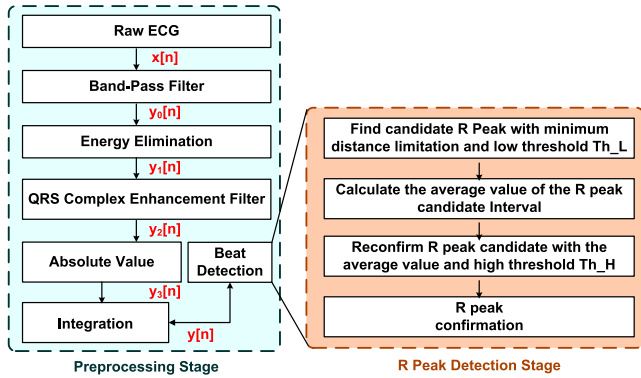 Raw ECG
x[n]
Band-Pass Filter
y0[n]
Energy Elimination
y1[n]
QRS Complex Enhancement Filter
y2[n]
Absolute Value
Beat
Detection
y3[n]
Integration
y[n]
Preprocessing Stage
Find candidate R Peak with minimum
distance limitation and low threshold Th_L
Calculate the average value of the R peak
candidate Interval
Reconfirm R peak candidate with the
average value and high threshold Th_H
R peak
confirmation
R Peak Detection Stage